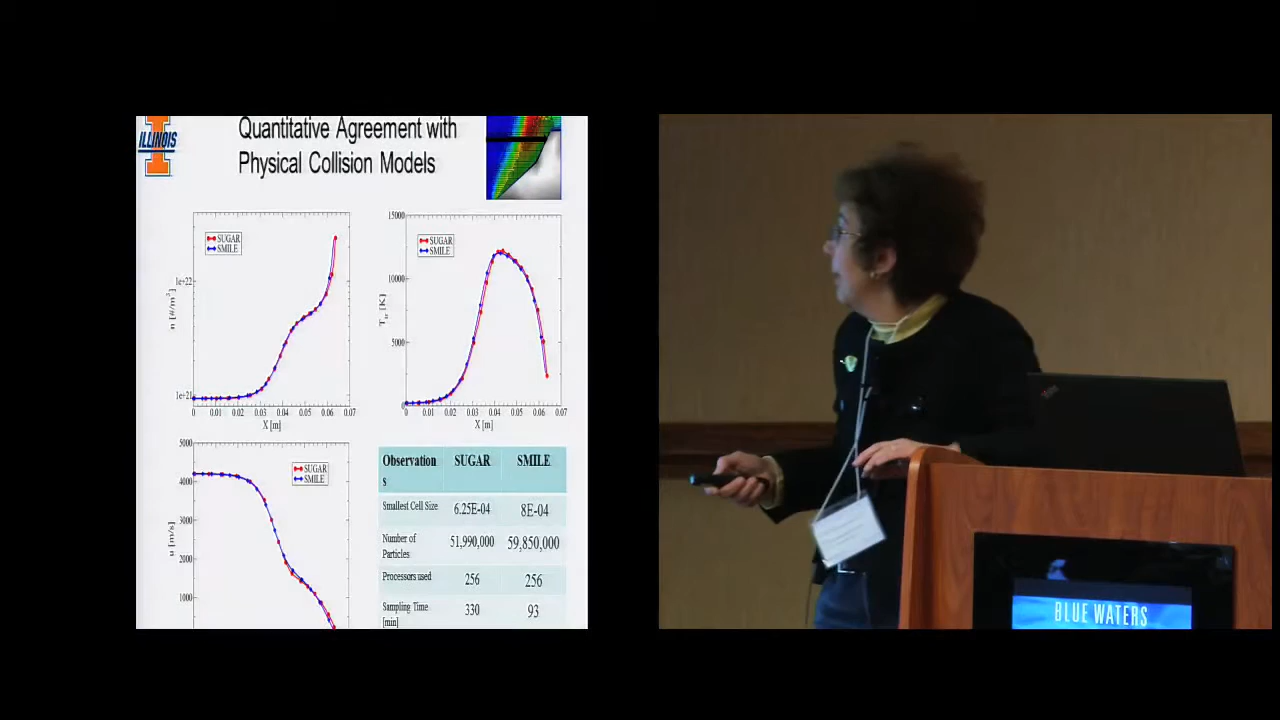 ILLINOIS
Quantitative Agreement with
Physical Collision Models
SUGAR
SMILE
1e+22
1e+21
n [#/m³]
0 0.01 0.02 0.03 0.04 0.05 0.06 0.07
X [m]
SUGAR
SMILE
15000
10000
5000
0
0 0.01 0.02 0.03 0.04 0.05 0.06 0.07
X [m]
SUGAR
SMILE
5000
4000
3000
2000
1000
u [m/s]
Observation SUGAR SMILE
s
Smallest Cell Size 6.25E-04 8E-04
Number of 51,990,000 59,850,000
Particles
Processors used 256 256
Sampling Time 330 93
[min]
BLUE WATERS